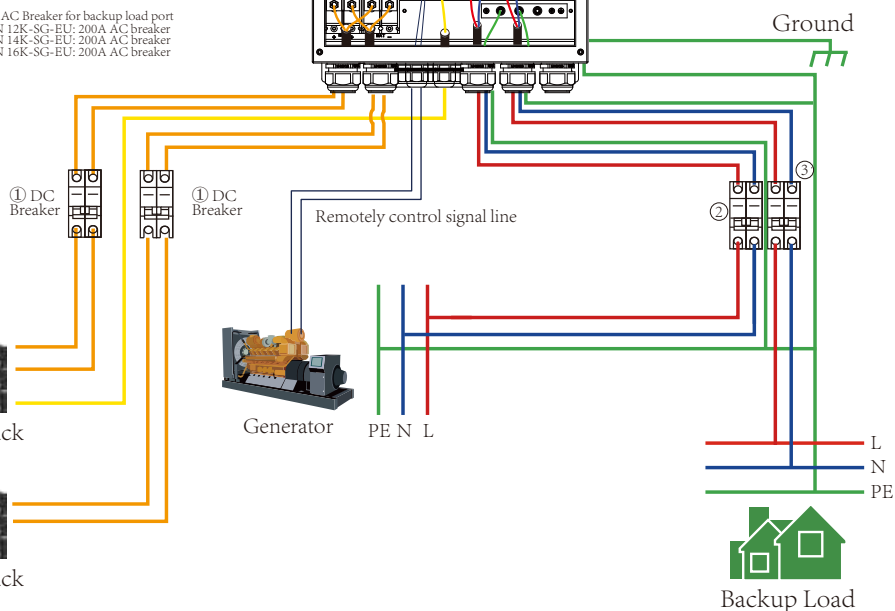 AC Breaker for backup load port
12K-SG-EU: 200A AC breaker
14K-SG-EU: 200A AC breaker
16K-SG-EU: 200A AC breaker
Ground
① DC
Breaker
① DC
Breaker
③
②
Remotely control signal line
Generator
PE N L
L
N
PE
Backup Load